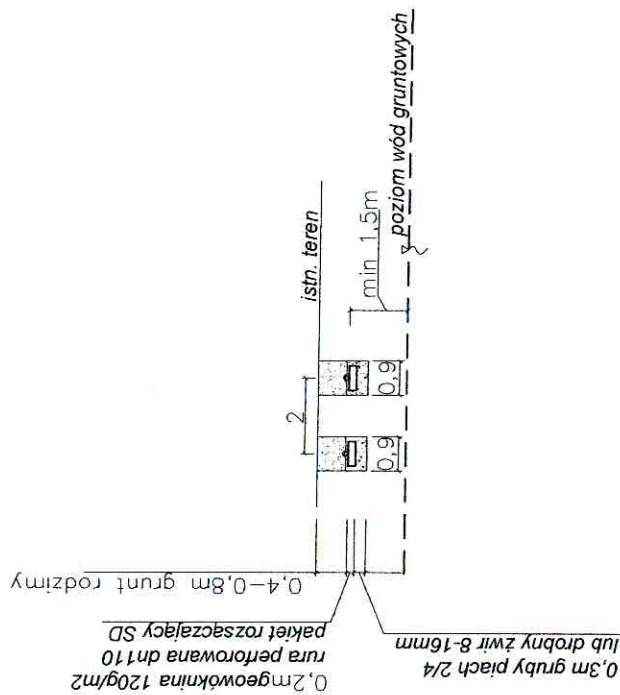 0,4–0,8m grunt rodzimy
0,2mgeowóknina 120g/m2
rura perforowana dn110
pakiet rozsączający SD
0,3m gruby piach 2/4
lub drobny żwir 8-16mm
istn. teren
2
0,9
0,9
min 1,5m
poziom wód gruntowych